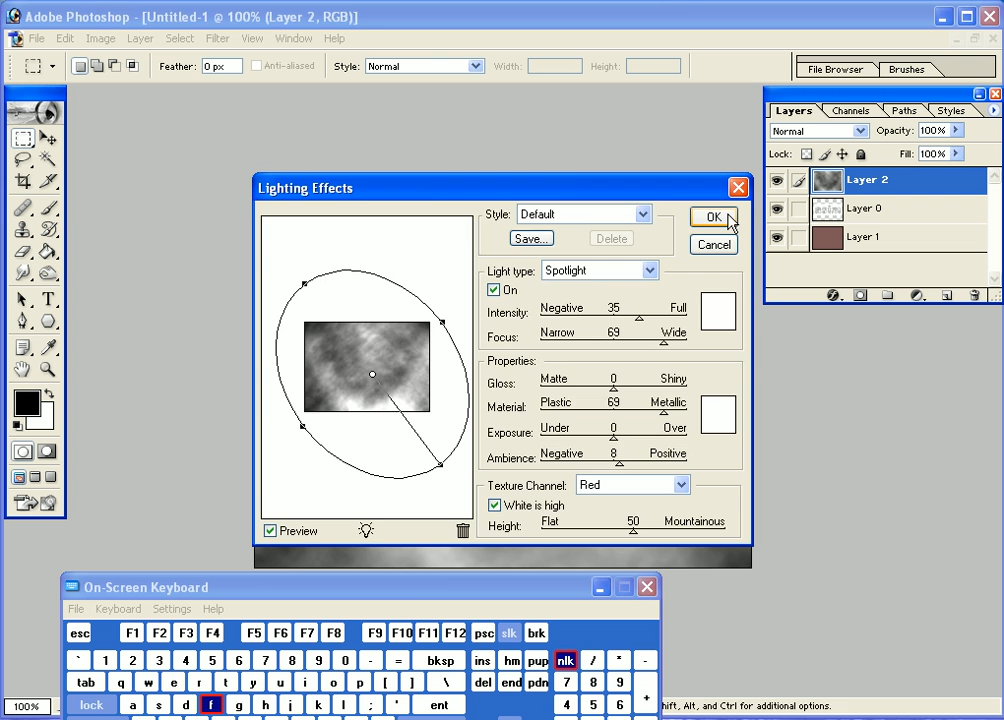 Adobe Photoshop - [Untitled-1 @ 100% (Layer 2, RGB)]
File Edit Image Layer Select Filter View Window Help
Feather: 0 px Anti-aliased Style: Normal Width: Height: File Browser Brushes
Layers Channels Paths Styles
Normal Opacity: 100%
Lock: Fill: 100%
Layer 2
Layer 0
Layer 1
Lighting Effects
Style: Default
OK
Save... Delete
Cancel
Light type: Spotlight
On
Intensity: Negative 35 Full
Focus: Narrow 69 Wide
Properties:
Gloss: Matte 0 Shiny
Material: Plastic 69 Metallic
Exposure: Under 0 Over
Ambience: Negative 8 Positive
Texture Channel: Red
White is high
Height: Flat 50 Mountainous
Preview
On-Screen Keyboard
File Keyboard Settings Help
esc F1 F2 F3 F4 F5 F6 F7 F8 F9 F10 F11 F12 psc slk brk
` 1 2 3 4 5 6 7 8 9 0 - = bksp ins hm pup nlk / * -
tab q w e r t y u i o p [ ] \ del end pdn 7 8 9 +
lock a s d f g h j k l ; ' ent 4 5 6
100%
hift, Alt, and Ctrl for additional options.